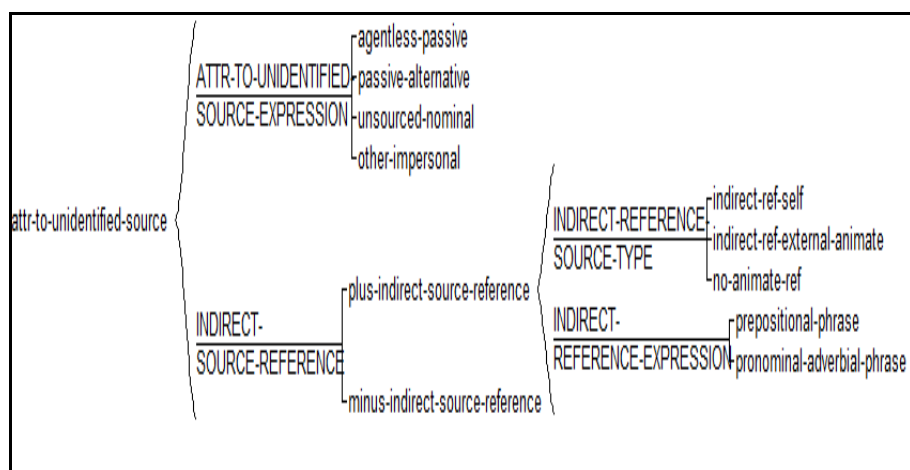 agentless-passive
ATTR-TO-UNIDENTIFIED
passive-alternative
SOURCE-EXPRESSION
unsourced-nominal
other-impersonal
attr-to-unidentified-source
INDIRECT-
SOURCE-REFERENCE
plus-indirect-source-reference
minus-indirect-source-reference
INDIRECT-REFERENCE-
SOURCE-TYPE
indirect-ref-self
indirect-ref-external-animate
no-animate-ref
INDIRECT-
REFERENCE-EXPRESSION
prepositional-phrase
pronominal-adverbial-phrase